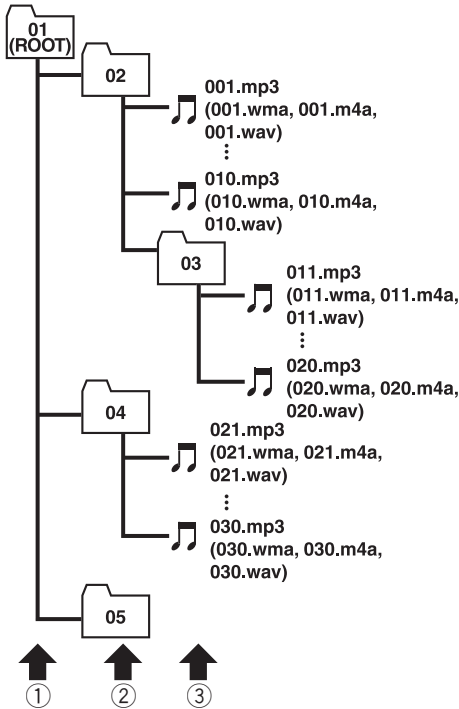 01
(ROOT)
02
001.mp3
(001.wma, 001.m4a,
001.wav)
010.mp3
(010.wma, 010.m4a,
010.wav)
03
011.mp3
(011.wma, 011.m4a,
011.wav)
020.mp3
(020.wma, 020.m4a,
020.wav)
04
021.mp3
(021.wma, 021.m4a,
021.wav)
030.mp3
(030.wma, 030.m4a,
030.wav)
05
① ② ③